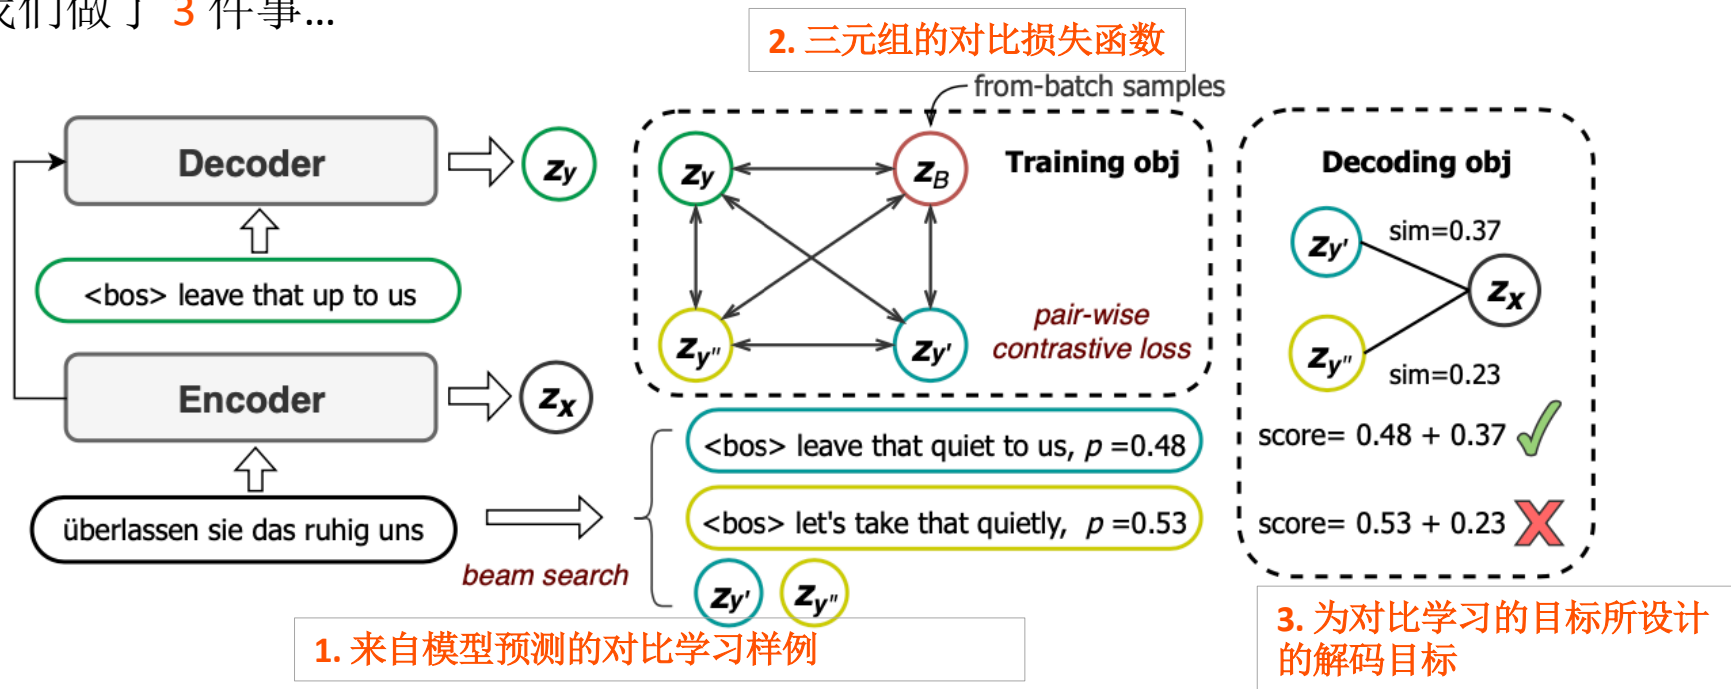 我们做了 3 件事...
2. 三元组的对比损失函数
from-batch samples
Decoder
zy
zy
zB
Training obj
Decoding obj
zy'
sim=0.37
zx
<bos> leave that up to us
zy''
zy'
pair-wise
contrastive loss
zy''
sim=0.23
Encoder
zx
<bos> leave that quiet to us, p =0.48
score= 0.48 + 0.37
überlassen sie das ruhig uns
<bos> let's take that quietly, p =0.53
score= 0.53 + 0.23
beam search
zy'
zy''
1. 来自模型预测的对比学习样例
3. 为对比学习的目标所设计
的解码目标